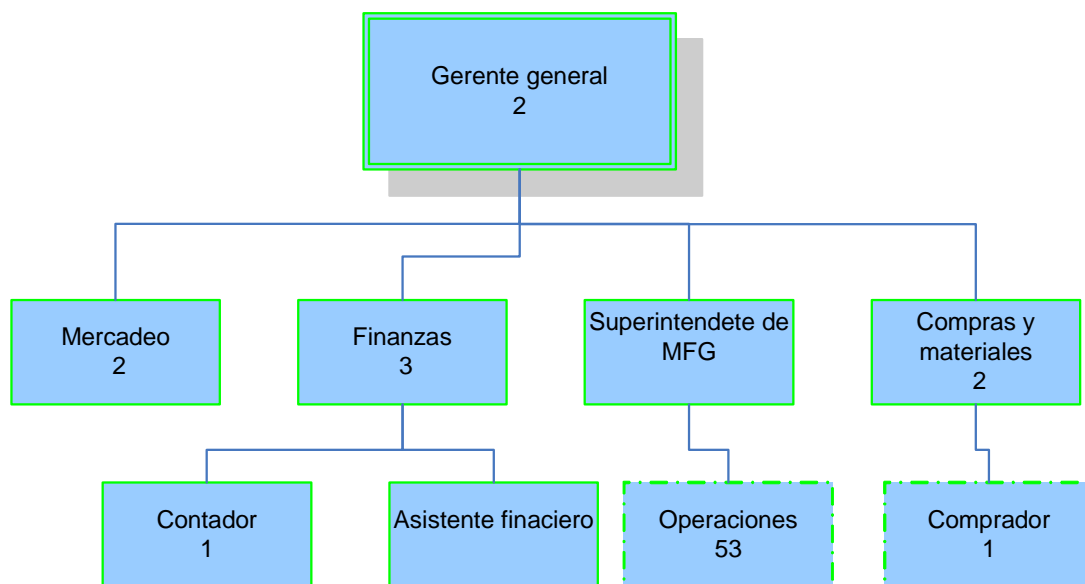 Gerente general
2
Mercadeo
2
Finanzas
3
Superintendete de
MFG
Compras y
materiales
2
Contador
1
Asistente finaciero
Operaciones
53
Comprador
1